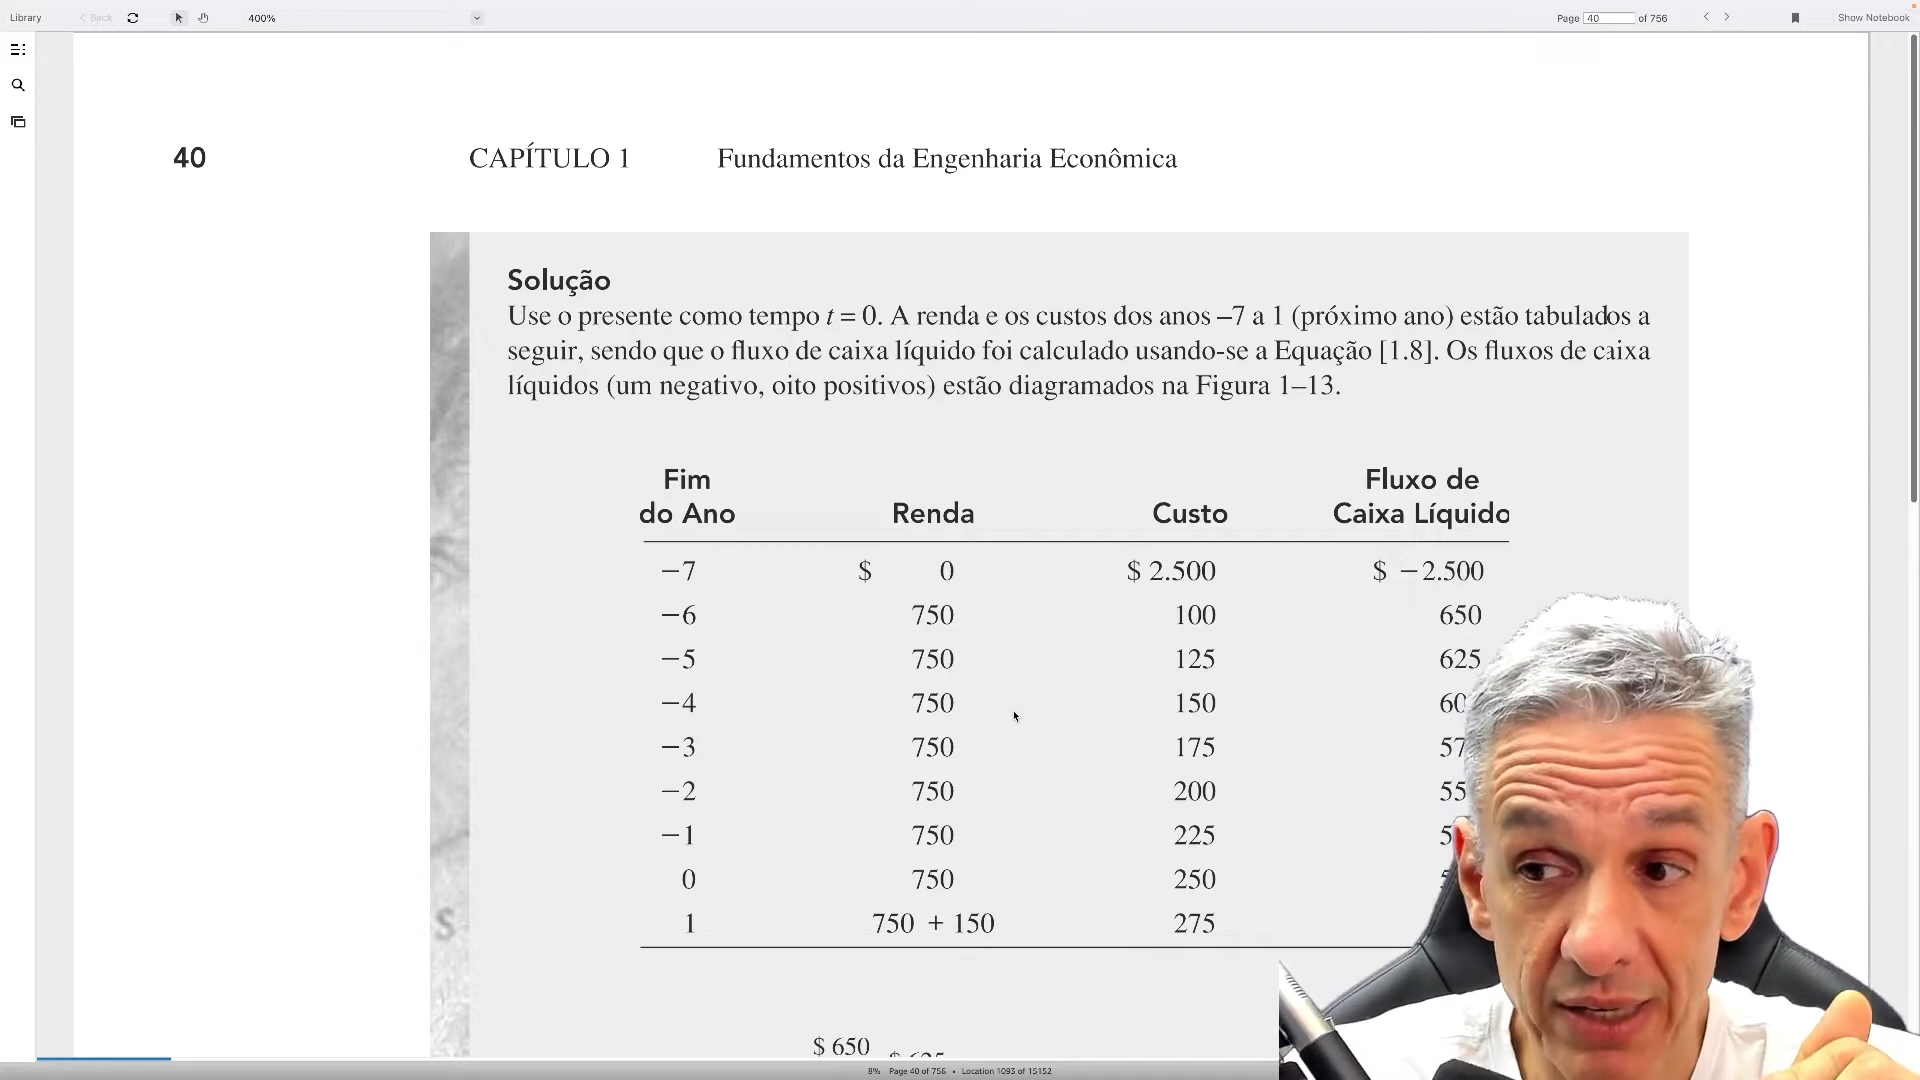 Library Back 400% Page 40 of 756 Show Notebook
40 CAPÍTULO 1 Fundamentos da Engenharia Econômica
Solução
Use o presente como tempo t = 0. A renda e os custos dos anos –7 a 1 (próximo ano) estão tabulados a
seguir, sendo que o fluxo de caixa líquido foi calculado usando-se a Equação [1.8]. Os fluxos de caixa
líquidos (um negativo, oito positivos) estão diagramados na Figura 1–13.
Fim do Ano Renda Custo Fluxo de Caixa Líquido
−7 $ 0 $ 2.500 $ −2.500
−6 750 100 650
−5 750 125 625
−4 750 150
−3 750 175
−2 750 200
−1 750 225
0 750 250
1 750 + 150 275
$ 650
8% Page 40 of 756 • Location 1093 of 15152